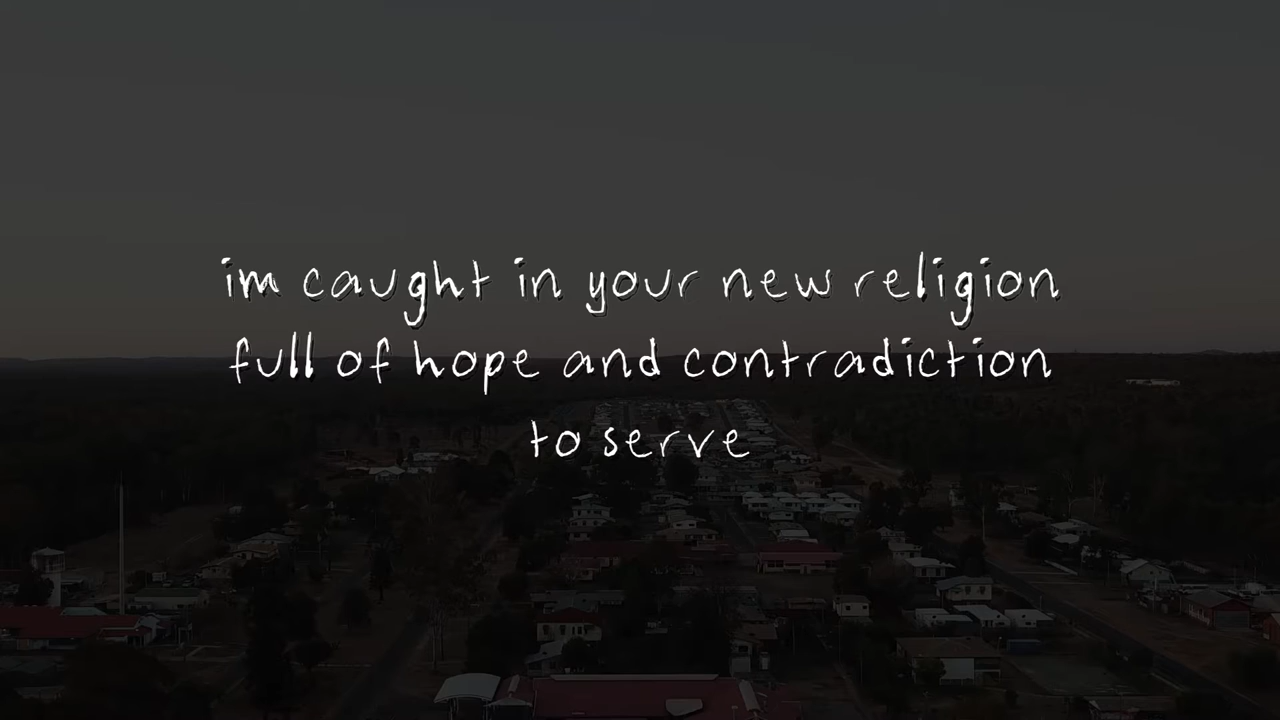 im caught in your new religion
full of hope and contradiction
to serve